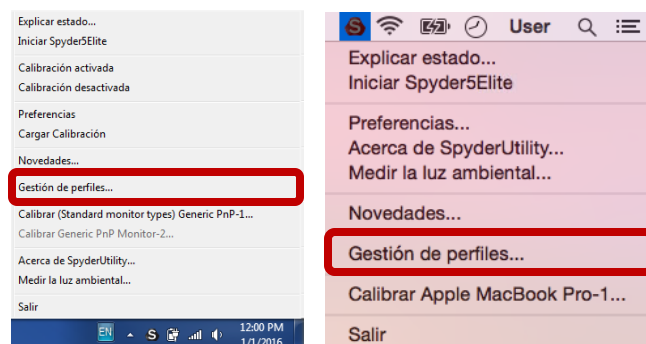 Explicar estado...
Iniciar Spyder5Elite
Calibración activada
Calibración desactivada
Preferencias
Cargar Calibración
Novedades...
Gestión de perfiles...
Calibrar (Standard monitor types) Generic PnP-1...
Calibrar Generic PnP Monitor-2...
Acerca de SpyderUtility...
Medir la luz ambiental...
Salir
EN S 12:00 PM
1/1/2016
S User
Explicar estado...
Iniciar Spyder5Elite
Preferencias...
Acerca de SpyderUtility...
Medir la luz ambiental...
Novedades...
Gestión de perfiles...
Calibrar Apple MacBook Pro-1...
Salir